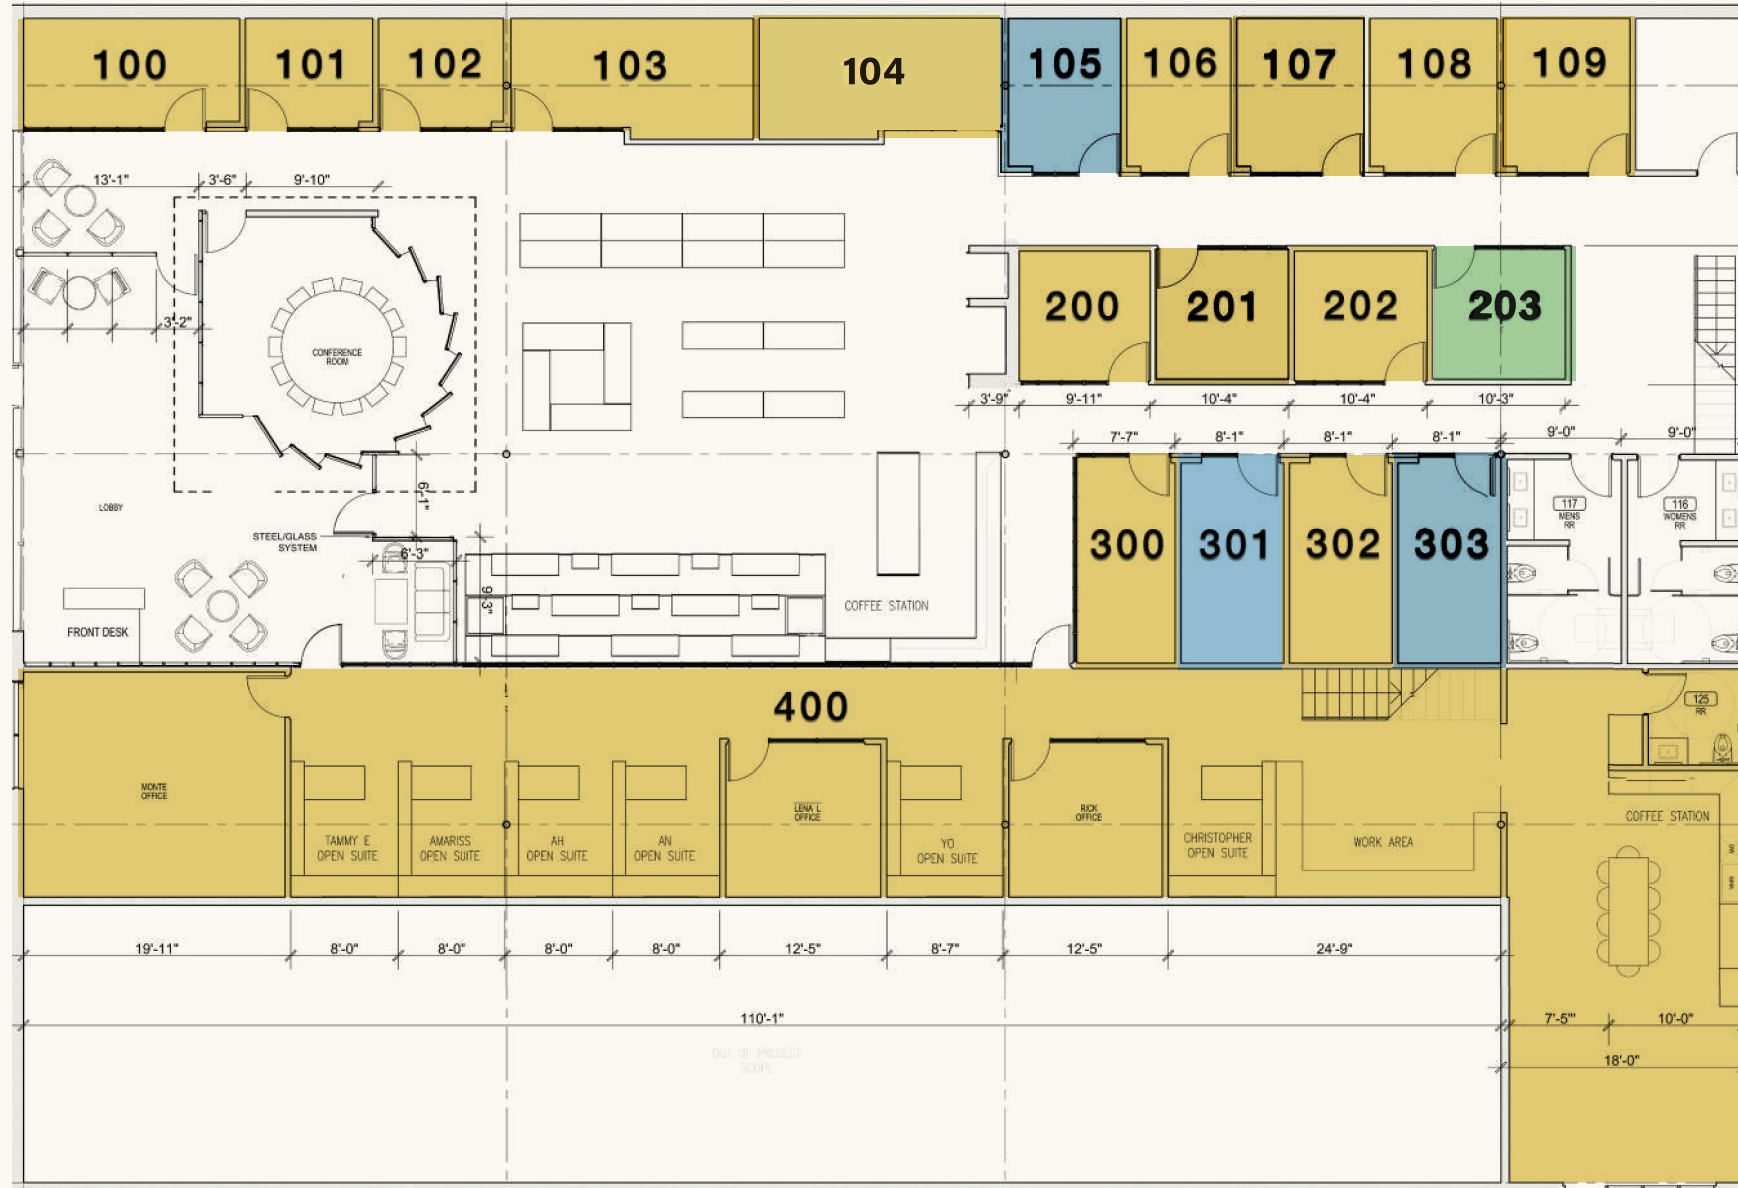 100
101
102
103
104
105
106
107
108
109
13'-1"
3'-6"
9'-10"
3'-2"
CONFERENCE
ROOM
200
201
202
203
3'-9"
9'-11"
10'-4"
10'-4"
10'-3"
7'-7"
8'-1"
8'-1"
8'-1"
9'-0"
9'-0"
6'-1"
LOBBY
STEEL/GLASS
SYSTEM
6'-3"
9'-3"
300
301
302
303
117
MENS
RR
116
WOMENS
RR
FRONT DESK
COFFEE STATION
400
125
RR
MONTE
OFFICE
TAMMY E
OPEN SUITE
AMARISS
OPEN SUITE
AH
OPEN SUITE
AN
OPEN SUITE
LENA L
OFFICE
YO
OPEN SUITE
RICK
OFFICE
CHRISTOPHER
OPEN SUITE
WORK AREA
COFFEE STATION
19'-11"
8'-0"
8'-0"
8'-0"
8'-0"
12'-5"
8'-7"
12'-5"
24'-9"
110'-1"
7'-5"'
10'-0"
18'-0"
OUT OF PROJECT
SCOPE